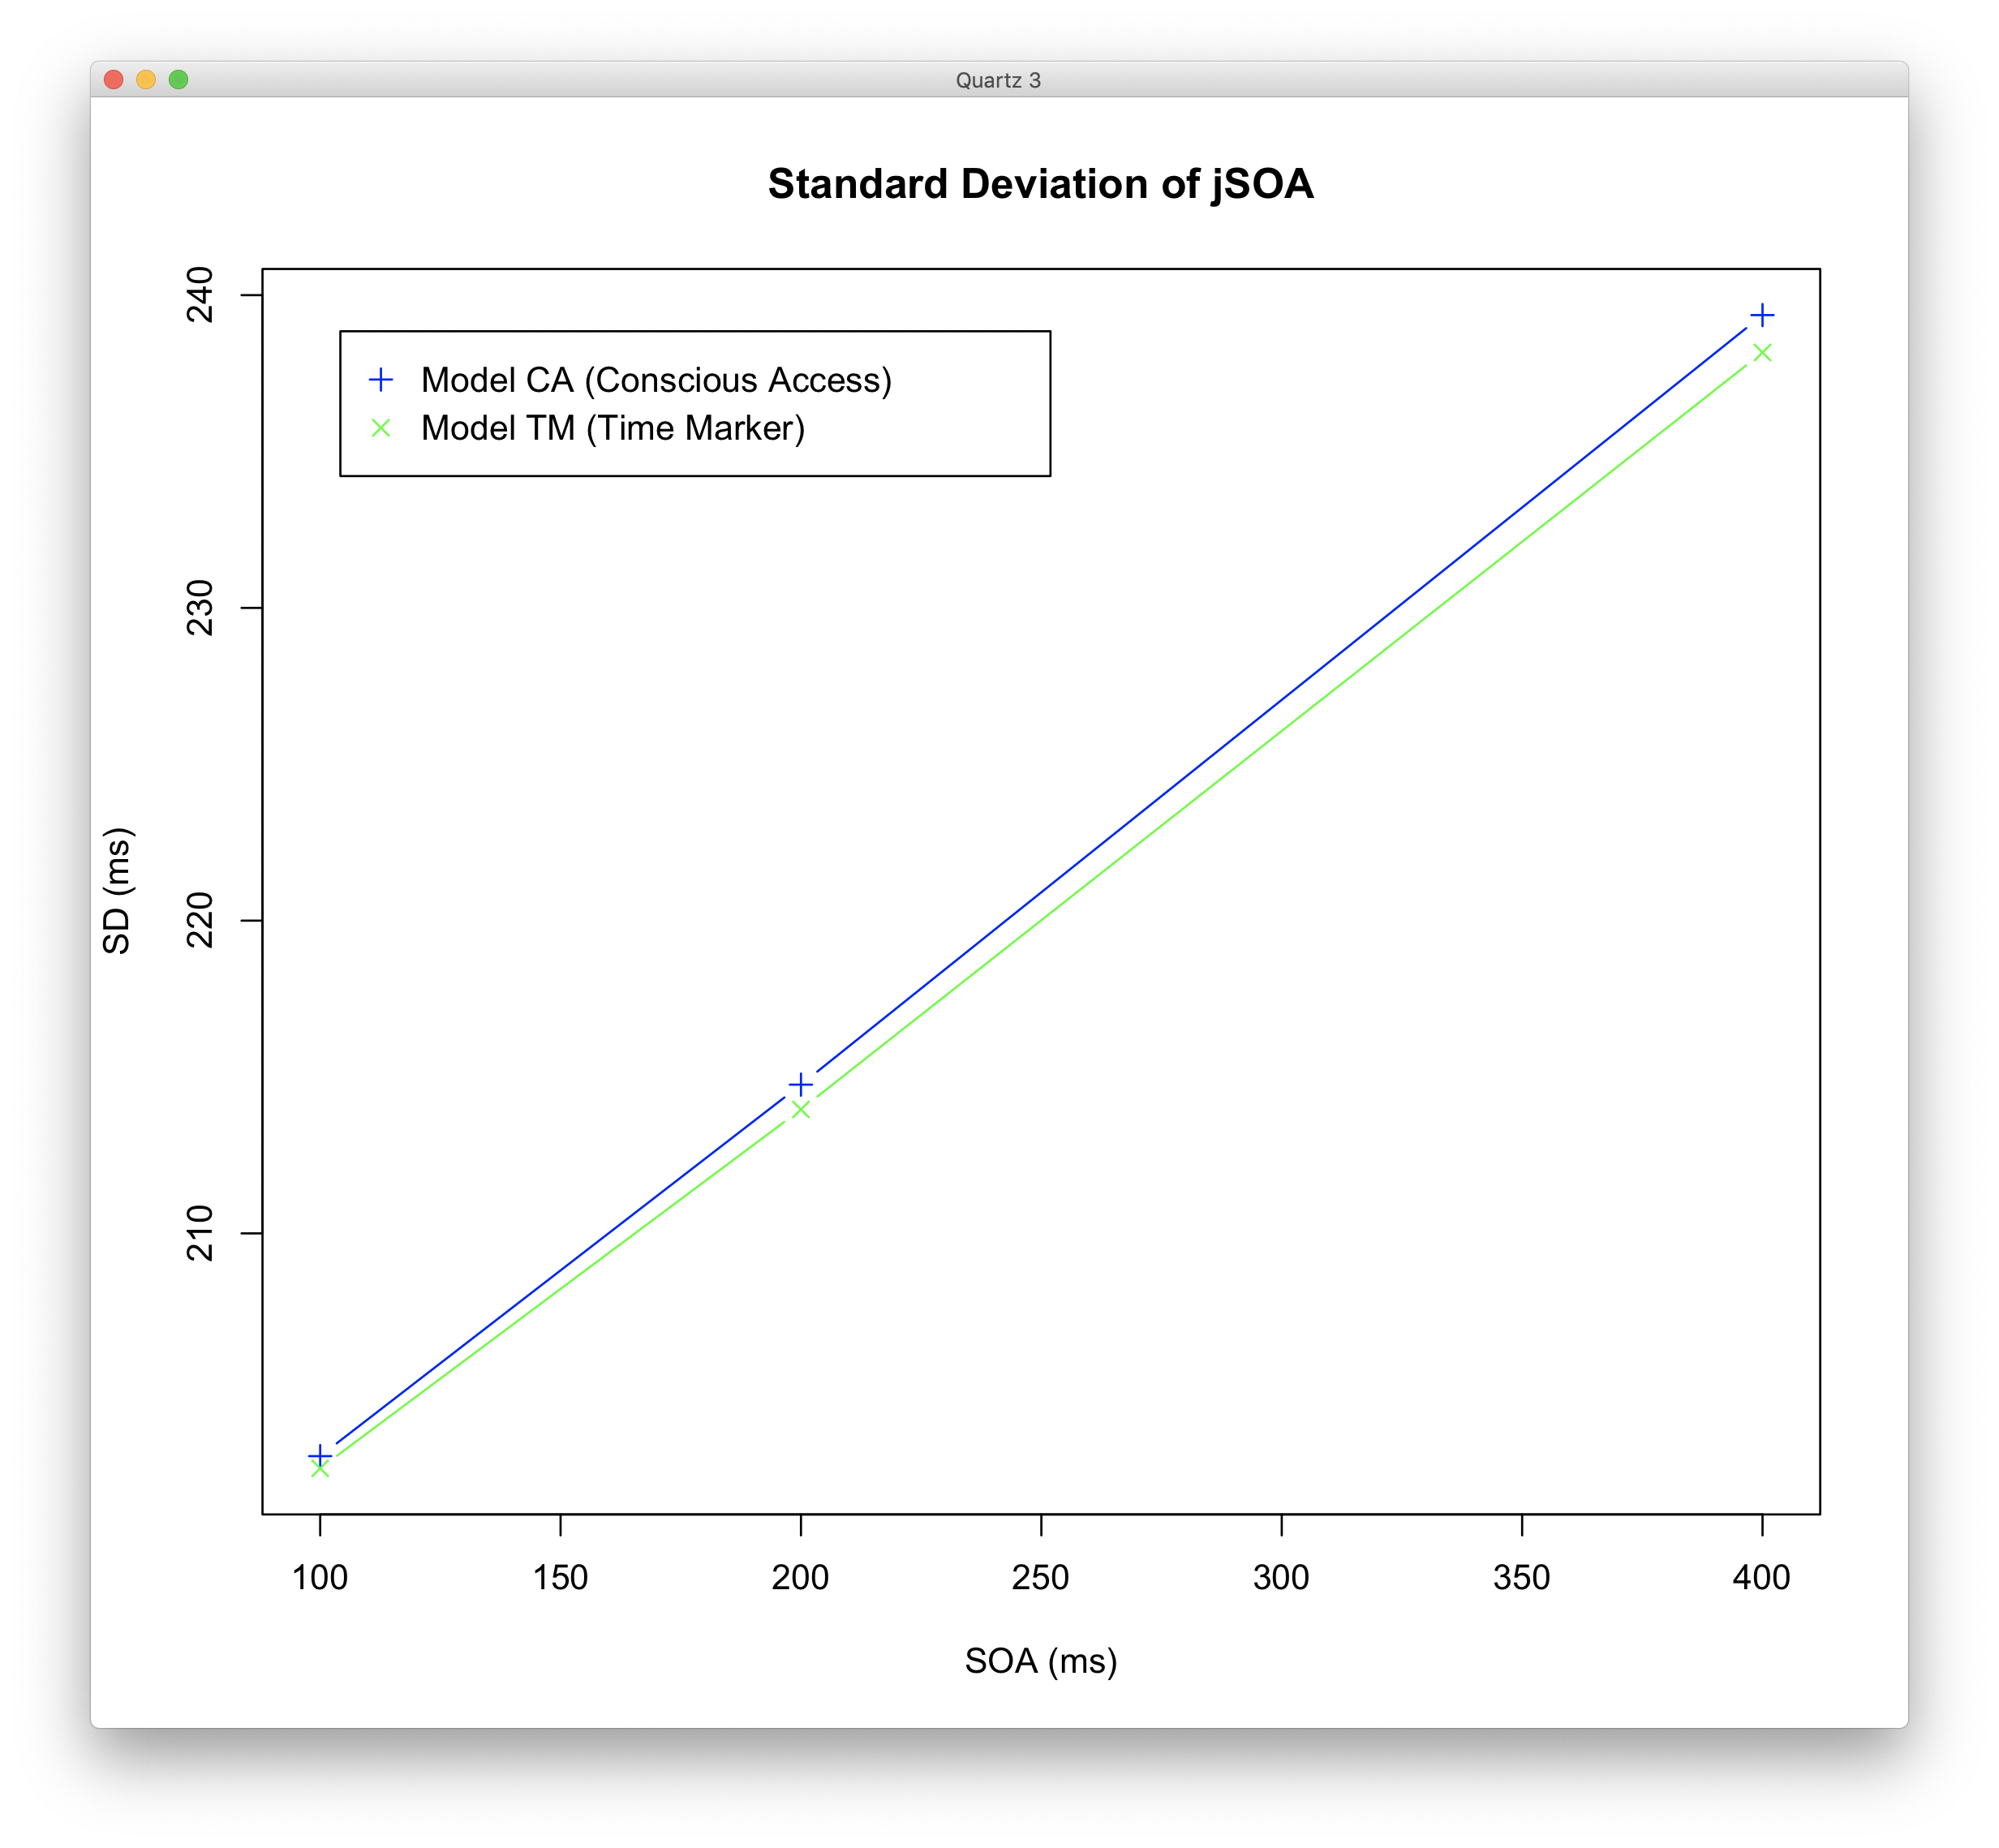 Quartz 3
Standard Deviation of jSOA
Model CA (Conscious Access)
Model TM (Time Marker)
SD (ms)
240
230
220
210
100 150 200 250 300 350 400
SOA (ms)